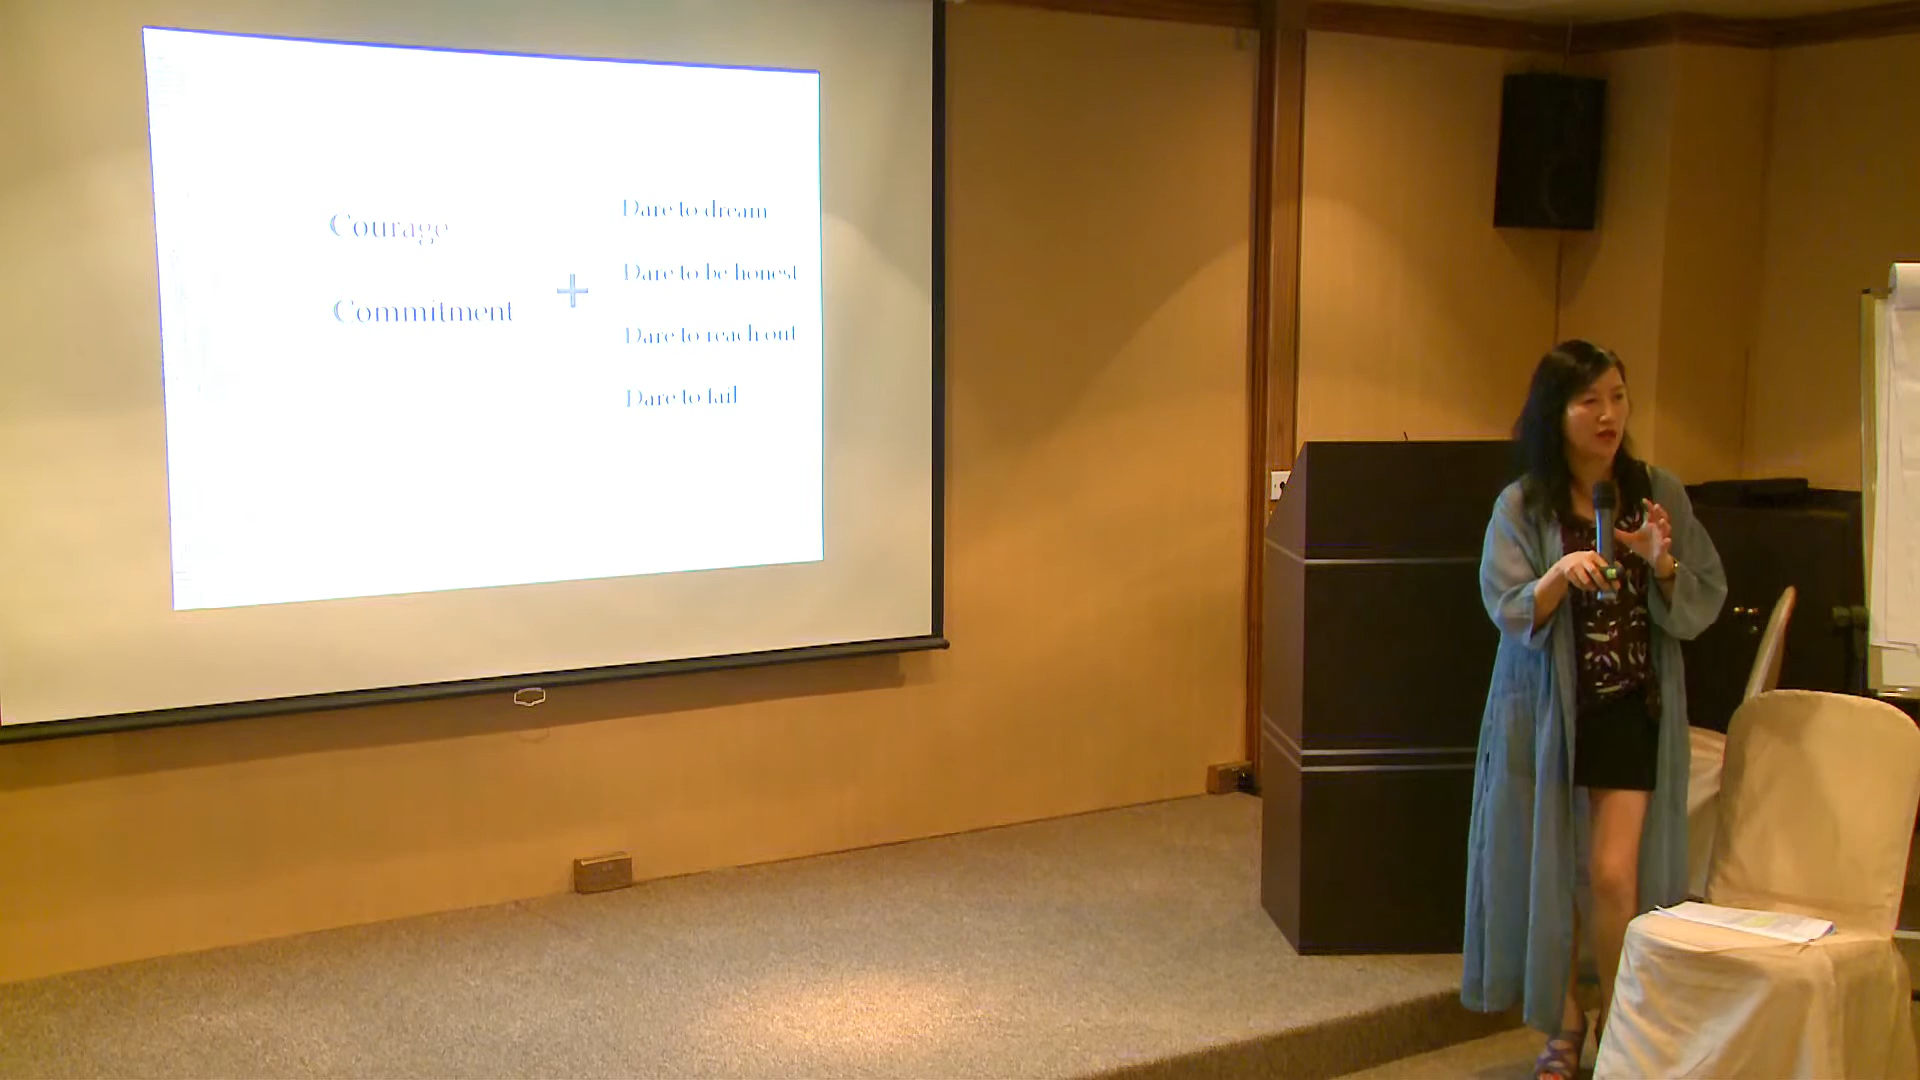 Courage
Commitment
+
Dare to dream
Dare to be honest
Dare to reach out
Dare to fail